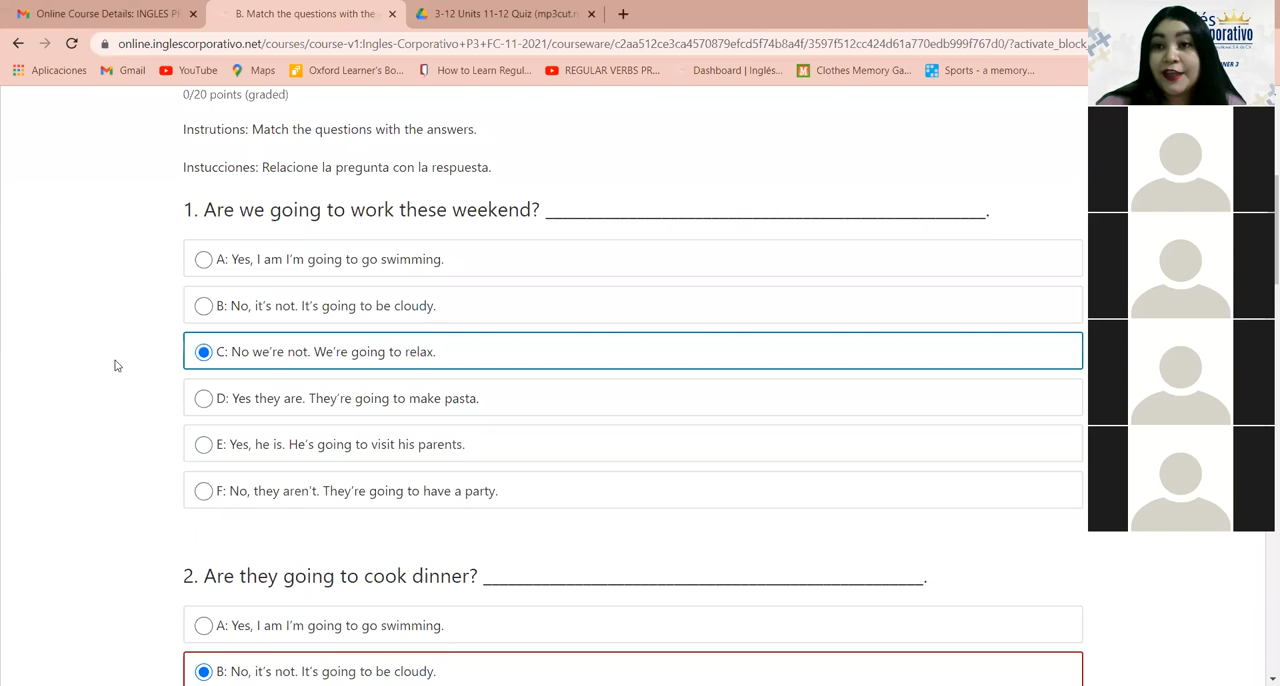 Online Course Details: INGLES P
B. Match the questions with the
3-12 Units 11-12 Quiz (mp3cut.n
online.inglescorporativo.net/courses/course-v1:Ingles-Corporativo+P3+FC-11-2021/courseware/c2aa512ce3ca4570879efcd5f74b8a4f/3597f512cc424d61a770edb999f767d0/?activate_block
Aplicaciones
Gmail
YouTube
Maps
Oxford Learner's Bo...
How to Learn Regul...
REGULAR VERBS PR...
Dashboard | Inglés...
Clothes Memory Ga...
Sports - a memory...
0/20 points (graded)
Instrutions: Match the questions with the answers.
Instucciones: Relacione la pregunta con la respuesta.
1. Are we going to work these weekend? ______________________________________________.
A: Yes, I am I'm going to go swimming.
B: No, it's not. It's going to be cloudy.
C: No we're not. We're going to relax.
D: Yes they are. They're going to make pasta.
E: Yes, he is. He's going to visit his parents.
F: No, they aren't. They're going to have a party.
2. Are they going to cook dinner? ______________________________________________.
A: Yes, I am I'm going to go swimming.
B: No, it's not. It's going to be cloudy.